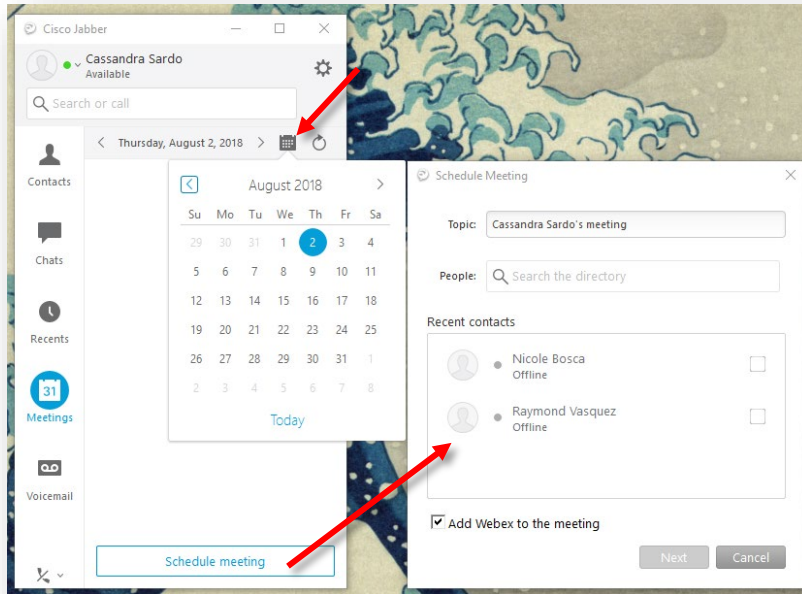 Cisco Jabber
Cassandra Sardo
Available
Search or call
Thursday, August 2, 2018
Contacts
Chats
Recents
31
Meetings
Voicemail
August 2018
Su Mo Tu We Th Fr Sa
29 30 31 1 2 3 4
5 6 7 8 9 10 11
12 13 14 15 16 17 18
19 20 21 22 23 24 25
26 27 28 29 30 31 1
2 3 4 5 6 7 8
Today
Schedule meeting
Schedule Meeting
Topic: Cassandra Sardo's meeting
People: Search the directory
Recent contacts
Nicole Bosca
Offline
Raymond Vasquez
Offline
Add Webex to the meeting
Next Cancel